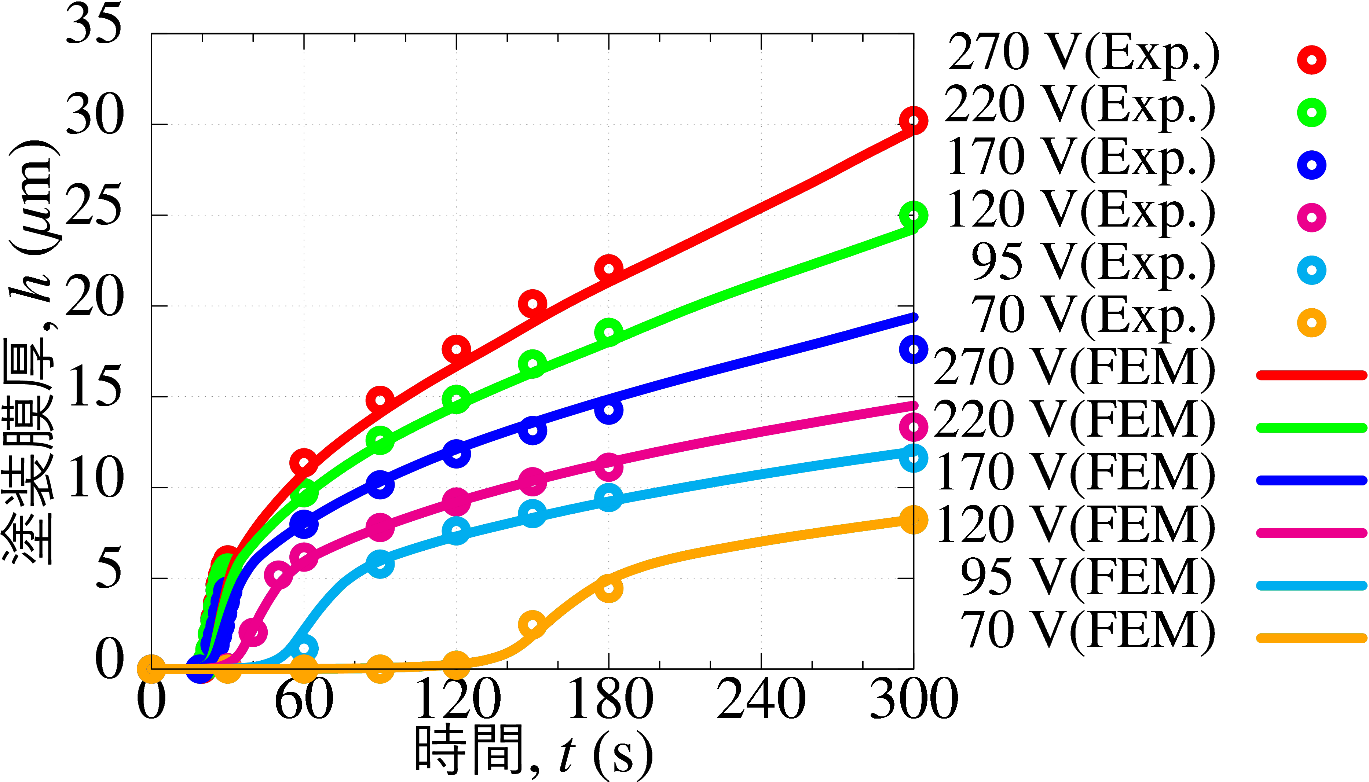 35
30
25
20
15
10
5
0
塗装膜厚, h (μm)
0 60 120 180 240 300
時間, t (s)
270 V(Exp.)
220 V(Exp.)
170 V(Exp.)
120 V(Exp.)
95 V(Exp.)
70 V(Exp.)
270 V(FEM)
220 V(FEM)
170 V(FEM)
120 V(FEM)
95 V(FEM)
70 V(FEM)